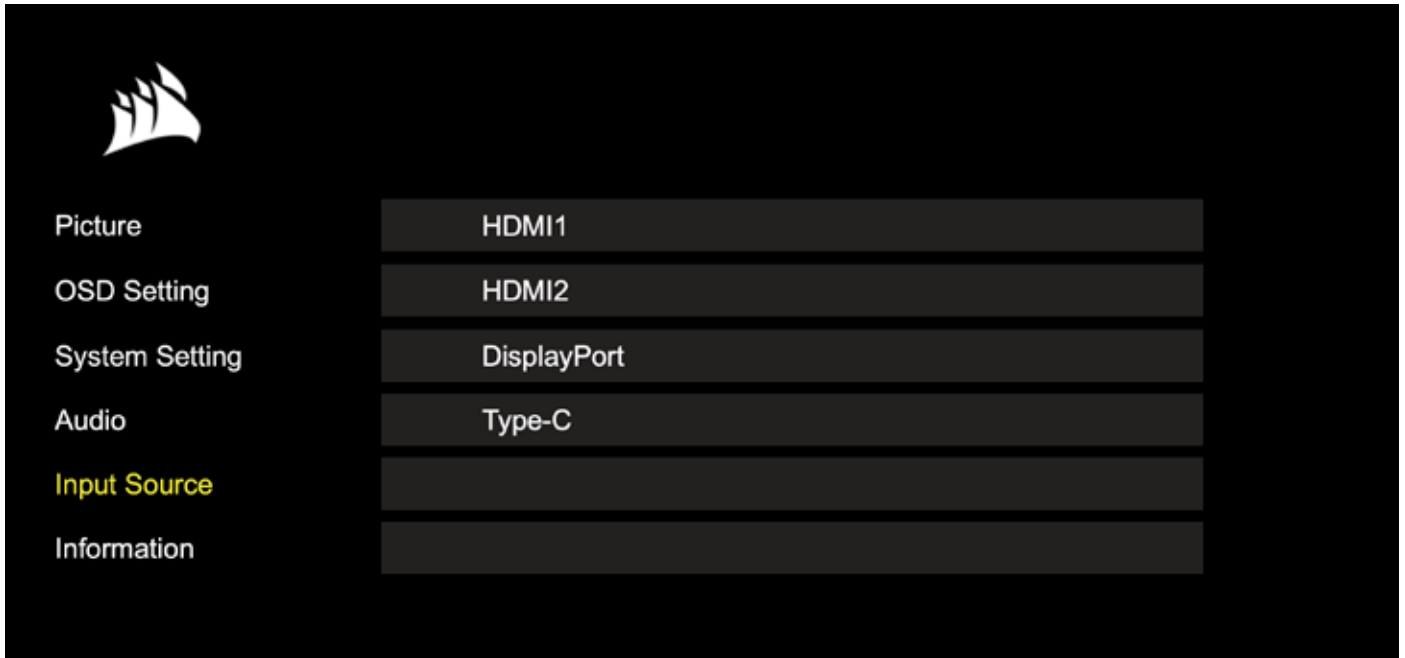 Picture HDMI1
OSD Setting HDMI2
System Setting DisplayPort
Audio Type-C
Input Source
Information